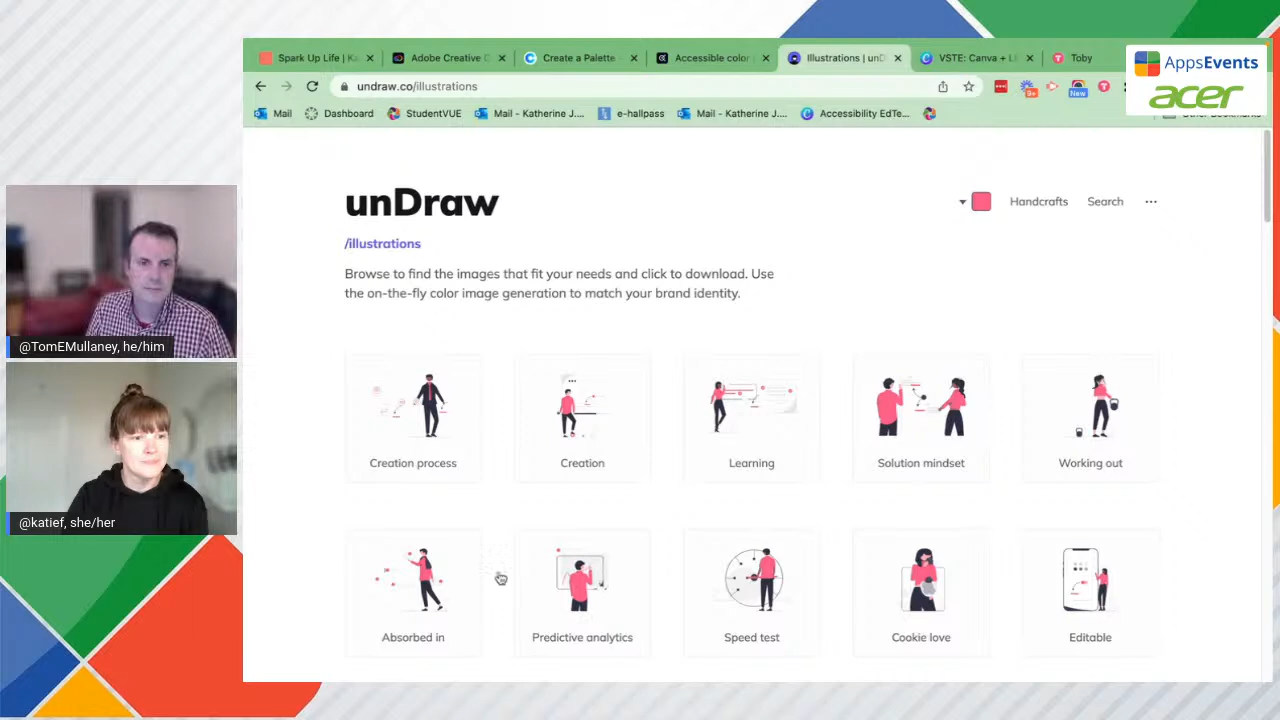 Spark Up Life | Ka
Adobe Creative C
Create a Palette
Accessible color
Illustrations | unD
VSTE: Canva + L
Toby
undraw.co/illustrations
9+
New
Mail
Dashboard
StudentVUE
Mail - Katherine J....
e-hallpass
Mail - Katherine J....
Accessibility EdTe...
AppsEvents
acer
unDraw
Handcrafts
Search
/illustrations
Browse to find the images that fit your needs and click to download. Use
the on-the-fly color image generation to match your brand identity.
Creation process
Creation
Learning
Solution mindset
Working out
Absorbed in
Predictive analytics
Speed test
Cookie love
Editable
@TomEMullaney, he/him
@katief, she/her